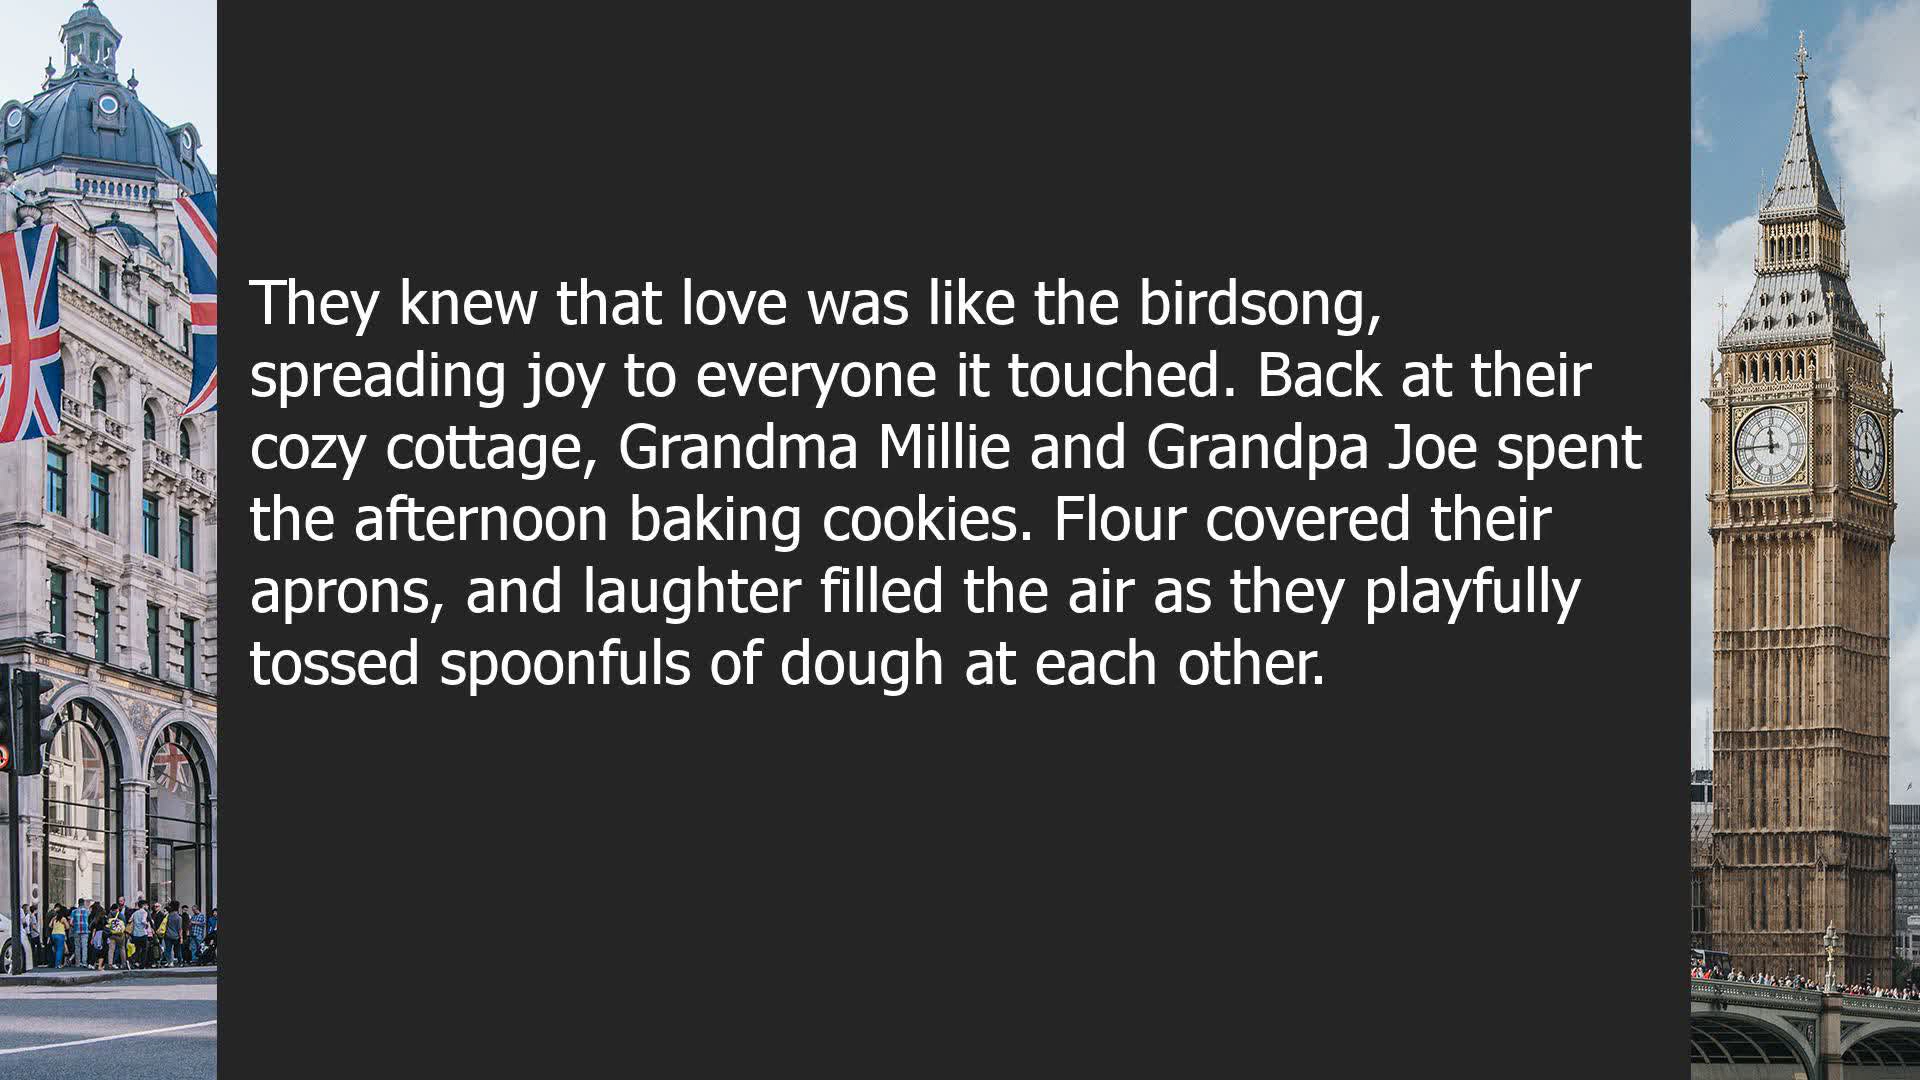 They knew that love was like the birdsong,
spreading joy to everyone it touched. Back at their
cozy cottage, Grandma Millie and Grandpa Joe spent
the afternoon baking cookies. Flour covered their
aprons, and laughter filled the air as they playfully
tossed spoonfuls of dough at each other.